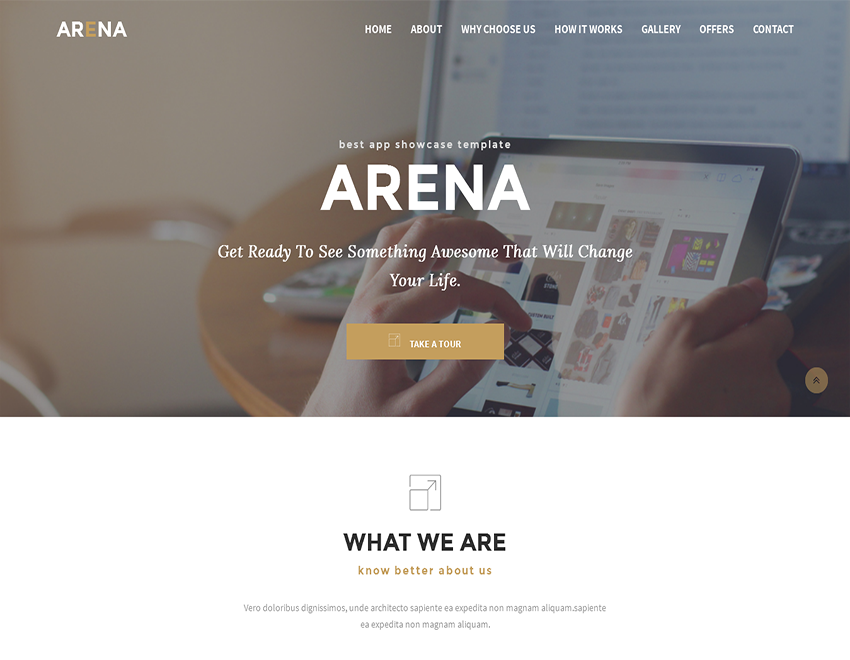 ARENA
HOME ABOUT WHY CHOOSE US HOW IT WORKS GALLERY OFFERS CONTACT
best app showcase template
ARENA
Get Ready To See Something Awesome That Will Change
Your Life.
TAKE A TOUR
WHAT WE ARE
know better about us
Vero doloribus dignissimos, unde architecto sapiente ea expedita non magnam aliquam.sapiente
ea expedita non magnam aliquam.